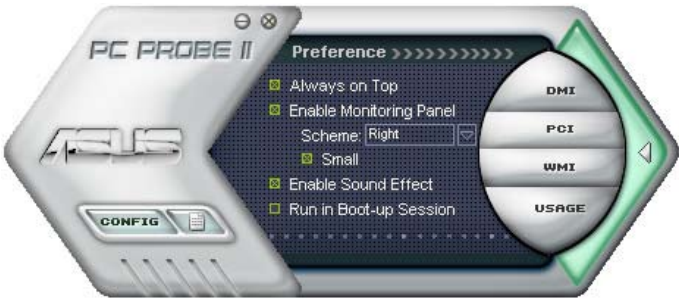 PC PROBE II
ASUS
CONFIG
Preference
Always on Top
Enable Monitoring Panel
Scheme: Right
Small
Enable Sound Effect
Run in Boot-up Session
DMI
PCI
WMI
USAGE